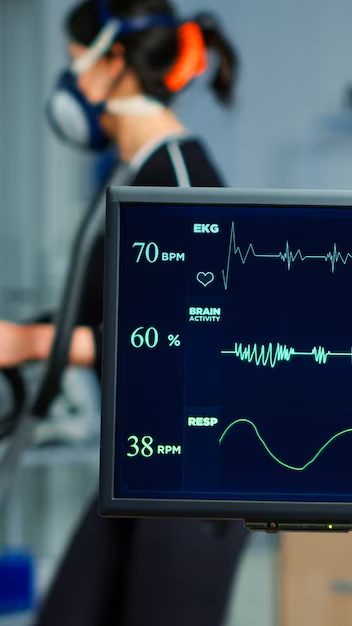 EKG
70 BPM
BRAIN
ACTIVITY
60 %
RESP
38 RPM